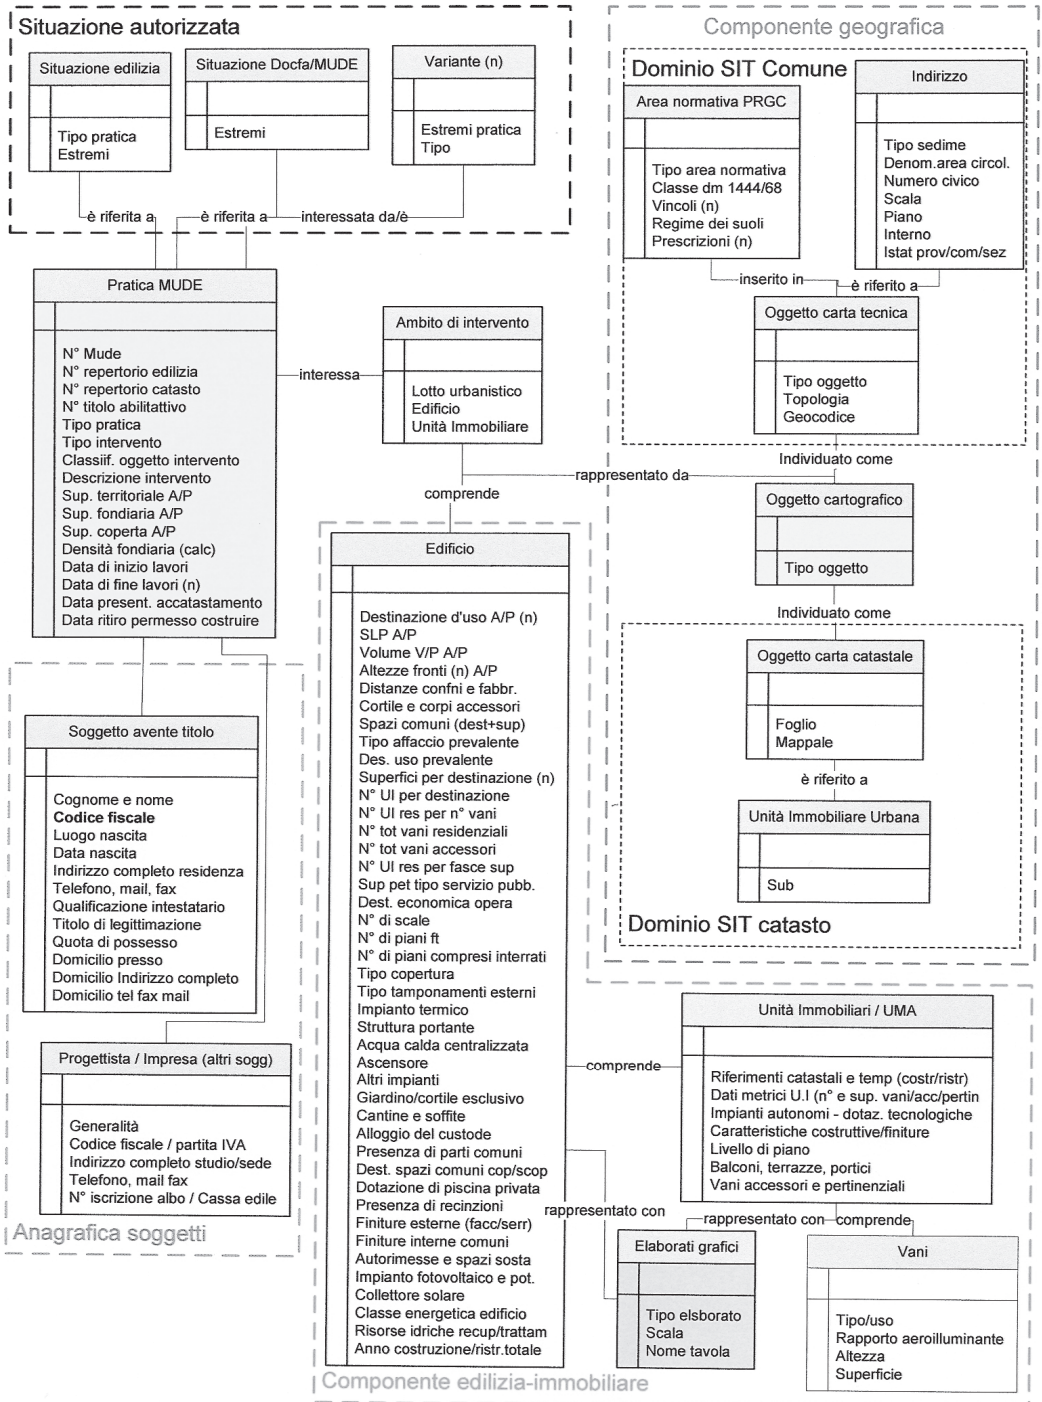 Situazione autorizzata
Situazione edilizia
Tipo pratica
Estremi
Situazione Docfa/MUDE
Estremi
Variante (n)
Estremi pratica
Tipo
è riferita a
è riferita a
interessata da/è
Componente geografica
Dominio SIT Comune
Area normativa PRGC
Tipo area normativa
Classe dm 1444/68
Vincoli (n)
Regime dei suoli
Prescrizioni (n)
Indirizzo
Tipo sedime
Denom.area circol.
Numero civico
Scala
Piano
Interno
Istat prov/com/sez
inserito in
è riferito a
Oggetto carta tecnica
Tipo oggetto
Topologia
Geocodice
Individuato come
Oggetto cartografico
Tipo oggetto
Individuato come
Oggetto carta catastale
Foglio
Mappale
è riferito a
Unità Immobiliare Urbana
Sub
Dominio SIT catasto
Pratica MUDE
N° Mude
N° repertorio edilizia
N° repertorio catasto
N° titolo abilitattivo
Tipo pratica
Tipo intervento
Classiif. oggetto intervento
Descrizione intervento
Sup. territoriale A/P
Sup. fondiaria A/P
Sup. coperta A/P
Densità fondiaria (calc)
Data di inizio lavori
Data di fine lavori (n)
Data present. accatastamento
Data ritiro permesso costruire
interessa
Ambito di intervento
Lotto urbanistico
Edificio
Unità Immobiliare
rappresentato da
comprende
Edificio
Destinazione d'uso A/P (n)
SLP A/P
Volume V/P A/P
Altezze fronti (n) A/P
Distanze confni e fabbr.
Cortile e corpi accessori
Spazi comuni (dest+sup)
Tipo affaccio prevalente
Des. uso prevalente
Superfici per destinazione (n)
N° UI per destinazione
N° UI res per n° vani
N° tot vani residenziali
N° tot vani accessori
N° UI res per fasce sup
Sup pet tipo servizio pubb.
Dest. economica opera
N° di scale
N° di piani ft
N° di piani compresi interrati
Tipo copertura
Tipo tamponamenti esterni
Impianto termico
Struttura portante
Acqua calda centralizzata
Ascensore
Altri impianti
Giardino/cortile esclusivo
Cantine e soffite
Alloggio del custode
Presenza di parti comuni
Dest. spazi comuni cop/scop
Dotazione di piscina privata
Presenza di recinzioni
Finiture esterne (facc/serr)
Finiture interne comuni
Autorimesse e spazi sosta
Impianto fotovoltaico e pot.
Collettore solare
Classe energetica edificio
Risorse idriche recup/trattam
Anno costruzione/ristr.totale
Soggetto avente titolo
Cognome e nome
Codice fiscale
Luogo nascita
Data nascita
Indirizzo completo residenza
Telefono, mail, fax
Qualificazione intestatario
Titolo di legittimazione
Quota di possesso
Domicilio presso
Domicilio Indirizzo completo
Domicilio tel fax mail
Progettista / Impresa (altri sogg)
Generalità
Codice fiscale / partita IVA
Indirizzo completo studio/sede
Telefono, mail fax
N° iscrizione albo / Cassa edile
Anagrafica soggetti
comprende
Unità Immobiliari / UMA
Riferimenti catastali e temp (costr/ristr)
Dati metrici U.I (n° e sup. vani/acc/pertin
Impianti autonomi - dotaz. tecnologiche
Caratteristiche costruttive/finiture
Livello di piano
Balconi, terrazze, portici
Vani accessori e pertinenziali
rappresentato con
rappresentato con
comprende
Elaborati grafici
Tipo elsborato
Scala
Nome tavola
Vani
Tipo/uso
Rapporto aeroilluminante
Altezza
Superficie
Componente edilizia-immobiliare